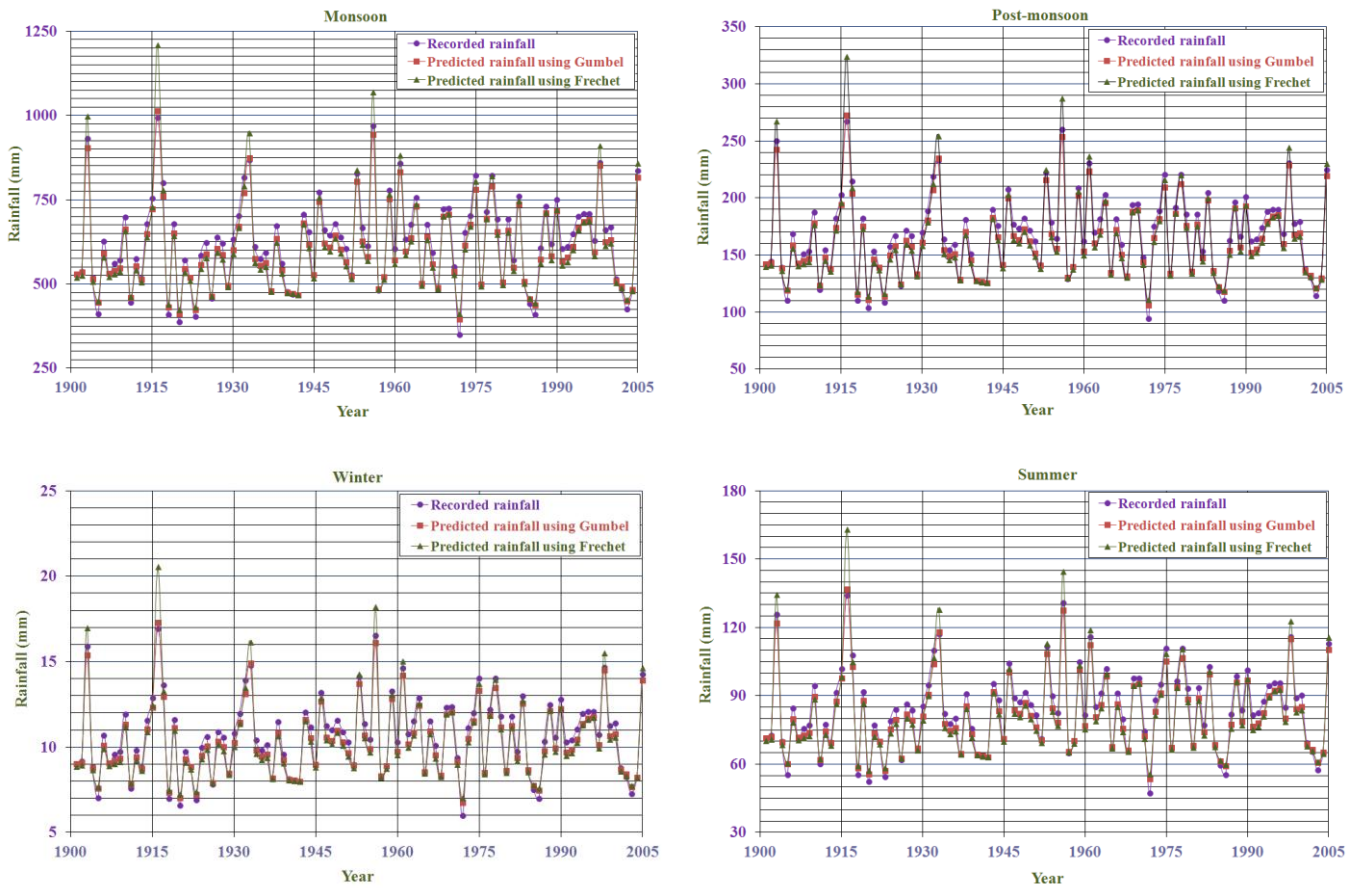 Monsoon
1250
1000
750
500
250
Rainfall (mm)
Recorded rainfall
Predicted rainfall using Gumbel
Predicted rainfall using Frechet
1900 1915 1930 1945 1960 1975 1990 2005
Year
Post-monsoon
350
300
250
200
150
100
50
Rainfall (mm)
Recorded rainfall
Predicted rainfall using Gumbel
Predicted rainfall using Frechet
1900 1915 1930 1945 1960 1975 1990 2005
Year
Winter
25
20
15
10
5
Rainfall (mm)
Recorded rainfall
Predicted rainfall using Gumbel
Predicted rainfall using Frechet
1900 1915 1930 1945 1960 1975 1990 2005
Year
Summer
180
150
120
90
60
30
Rainfall (mm)
Recorded rainfall
Predicted rainfall using Gumbel
Predicted rainfall using Frechet
1900 1915 1930 1945 1960 1975 1990 2005
Year